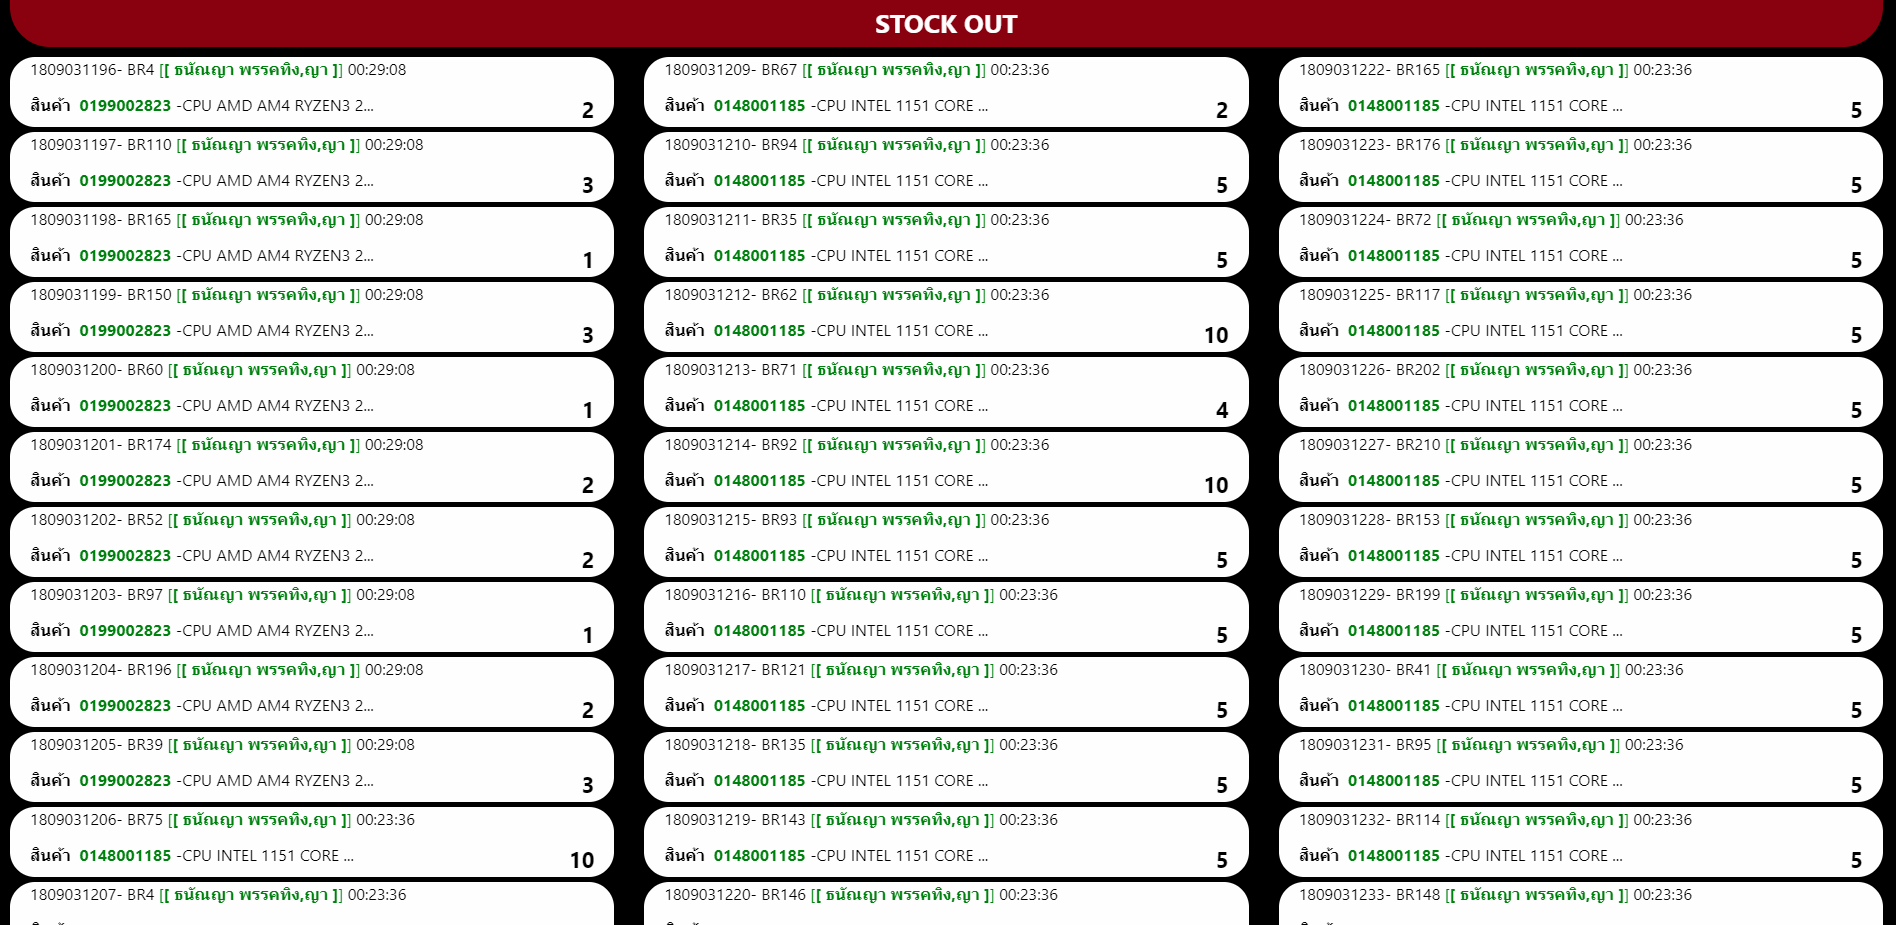 STOCK OUT
1809031196- BR4 [[ ธนัณญา พรรคทิง,ญา ]] 00:29:08
สินค้า 0199002823 -CPU AMD AM4 RYZEN3 2...
2
1809031197- BR110 [[ ธนัณญา พรรคทิง,ญา ]] 00:29:08
สินค้า 0199002823 -CPU AMD AM4 RYZEN3 2...
3
1809031198- BR165 [[ ธนัณญา พรรคทิง,ญา ]] 00:29:08
สินค้า 0199002823 -CPU AMD AM4 RYZEN3 2...
1
1809031199- BR150 [[ ธนัณญา พรรคทิง,ญา ]] 00:29:08
สินค้า 0199002823 -CPU AMD AM4 RYZEN3 2...
3
1809031200- BR60 [[ ธนัณญา พรรคทิง,ญา ]] 00:29:08
สินค้า 0199002823 -CPU AMD AM4 RYZEN3 2...
1
1809031201- BR174 [[ ธนัณญา พรรคทิง,ญา ]] 00:29:08
สินค้า 0199002823 -CPU AMD AM4 RYZEN3 2...
2
1809031202- BR52 [[ ธนัณญา พรรคทิง,ญา ]] 00:29:08
สินค้า 0199002823 -CPU AMD AM4 RYZEN3 2...
2
1809031203- BR97 [[ ธนัณญา พรรคทิง,ญา ]] 00:29:08
สินค้า 0199002823 -CPU AMD AM4 RYZEN3 2...
1
1809031204- BR196 [[ ธนัณญา พรรคทิง,ญา ]] 00:29:08
สินค้า 0199002823 -CPU AMD AM4 RYZEN3 2...
2
1809031205- BR39 [[ ธนัณญา พรรคทิง,ญา ]] 00:29:08
สินค้า 0199002823 -CPU AMD AM4 RYZEN3 2...
3
1809031206- BR75 [[ ธนัณญา พรรคทิง,ญา ]] 00:23:36
สินค้า 0148001185 -CPU INTEL 1151 CORE ...
10
1809031207- BR4 [[ ธนัณญา พรรคทิง,ญา ]] 00:23:36
1809031209- BR67 [[ ธนัณญา พรรคทิง,ญา ]] 00:23:36
สินค้า 0148001185 -CPU INTEL 1151 CORE ...
2
1809031210- BR94 [[ ธนัณญา พรรคทิง,ญา ]] 00:23:36
สินค้า 0148001185 -CPU INTEL 1151 CORE ...
5
1809031211- BR35 [[ ธนัณญา พรรคทิง,ญา ]] 00:23:36
สินค้า 0148001185 -CPU INTEL 1151 CORE ...
5
1809031212- BR62 [[ ธนัณญา พรรคทิง,ญา ]] 00:23:36
สินค้า 0148001185 -CPU INTEL 1151 CORE ...
10
1809031213- BR71 [[ ธนัณญา พรรคทิง,ญา ]] 00:23:36
สินค้า 0148001185 -CPU INTEL 1151 CORE ...
4
1809031214- BR92 [[ ธนัณญา พรรคทิง,ญา ]] 00:23:36
สินค้า 0148001185 -CPU INTEL 1151 CORE ...
10
1809031215- BR93 [[ ธนัณญา พรรคทิง,ญา ]] 00:23:36
สินค้า 0148001185 -CPU INTEL 1151 CORE ...
5
1809031216- BR110 [[ ธนัณญา พรรคทิง,ญา ]] 00:23:36
สินค้า 0148001185 -CPU INTEL 1151 CORE ...
5
1809031217- BR121 [[ ธนัณญา พรรคทิง,ญา ]] 00:23:36
สินค้า 0148001185 -CPU INTEL 1151 CORE ...
5
1809031218- BR135 [[ ธนัณญา พรรคทิง,ญา ]] 00:23:36
สินค้า 0148001185 -CPU INTEL 1151 CORE ...
5
1809031219- BR143 [[ ธนัณญา พรรคทิง,ญา ]] 00:23:36
สินค้า 0148001185 -CPU INTEL 1151 CORE ...
5
1809031220- BR146 [[ ธนัณญา พรรคทิง,ญา ]] 00:23:36
1809031222- BR165 [[ ธนัณญา พรรคทิง,ญา ]] 00:23:36
สินค้า 0148001185 -CPU INTEL 1151 CORE ...
5
1809031223- BR176 [[ ธนัณญา พรรคทิง,ญา ]] 00:23:36
สินค้า 0148001185 -CPU INTEL 1151 CORE ...
5
1809031224- BR72 [[ ธนัณญา พรรคทิง,ญา ]] 00:23:36
สินค้า 0148001185 -CPU INTEL 1151 CORE ...
5
1809031225- BR117 [[ ธนัณญา พรรคทิง,ญา ]] 00:23:36
สินค้า 0148001185 -CPU INTEL 1151 CORE ...
5
1809031226- BR202 [[ ธนัณญา พรรคทิง,ญา ]] 00:23:36
สินค้า 0148001185 -CPU INTEL 1151 CORE ...
5
1809031227- BR210 [[ ธนัณญา พรรคทิง,ญา ]] 00:23:36
สินค้า 0148001185 -CPU INTEL 1151 CORE ...
5
1809031228- BR153 [[ ธนัณญา พรรคทิง,ญา ]] 00:23:36
สินค้า 0148001185 -CPU INTEL 1151 CORE ...
5
1809031229- BR199 [[ ธนัณญา พรรคทิง,ญา ]] 00:23:36
สินค้า 0148001185 -CPU INTEL 1151 CORE ...
5
1809031230- BR41 [[ ธนัณญา พรรคทิง,ญา ]] 00:23:36
สินค้า 0148001185 -CPU INTEL 1151 CORE ...
5
1809031231- BR95 [[ ธนัณญา พรรคทิง,ญา ]] 00:23:36
สินค้า 0148001185 -CPU INTEL 1151 CORE ...
5
1809031232- BR114 [[ ธนัณญา พรรคทิง,ญา ]] 00:23:36
สินค้า 0148001185 -CPU INTEL 1151 CORE ...
5
1809031233- BR148 [[ ธนัณญา พรรคทิง,ญา ]] 00:23:36